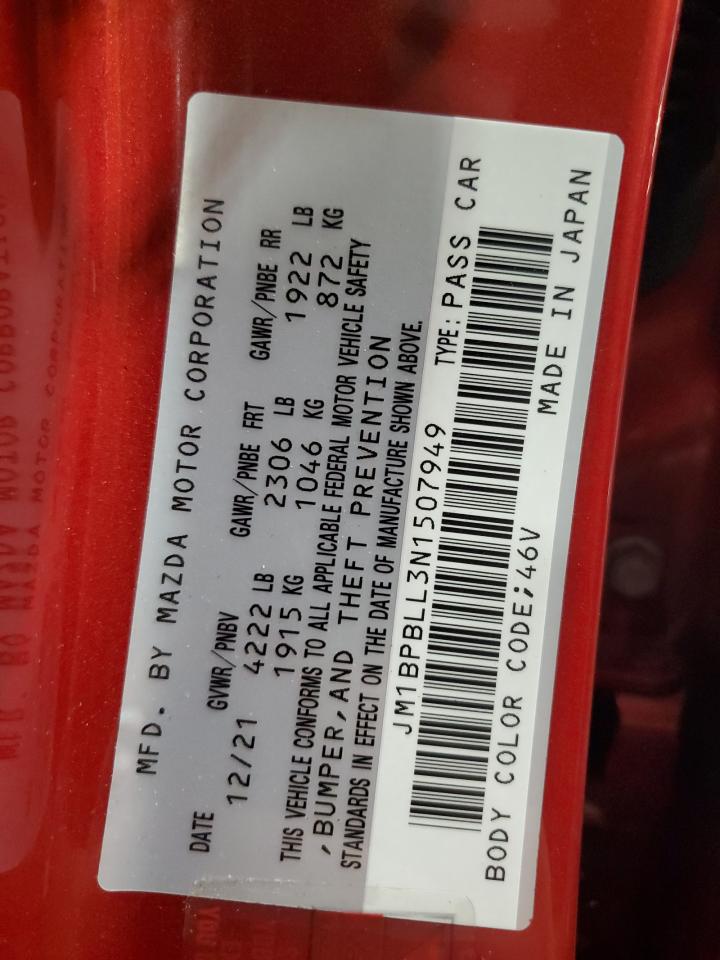 MFD. BY MAZDA MOTOR CORPORATION
DATE GVWR/PNBV GAWR/PNBE FRT GAWR/PNBE RR
12/21 4222 LB 2306 LB 1922 LB
1915 KG 1046 KG 872 KG
THIS VEHICLE CONFORMS TO ALL APPLICABLE FEDERAL MOTOR VEHICLE SAFETY
,BUMPER,AND THEFT PREVENTION
STANDARDS IN EFFECT ON THE DATE OF MANUFACTURE SHOWN ABOVE.
JM1BPBLL3N1507949 TYPE:PASS CAR
BODY COLOR CODE;46V MADE IN JAPAN